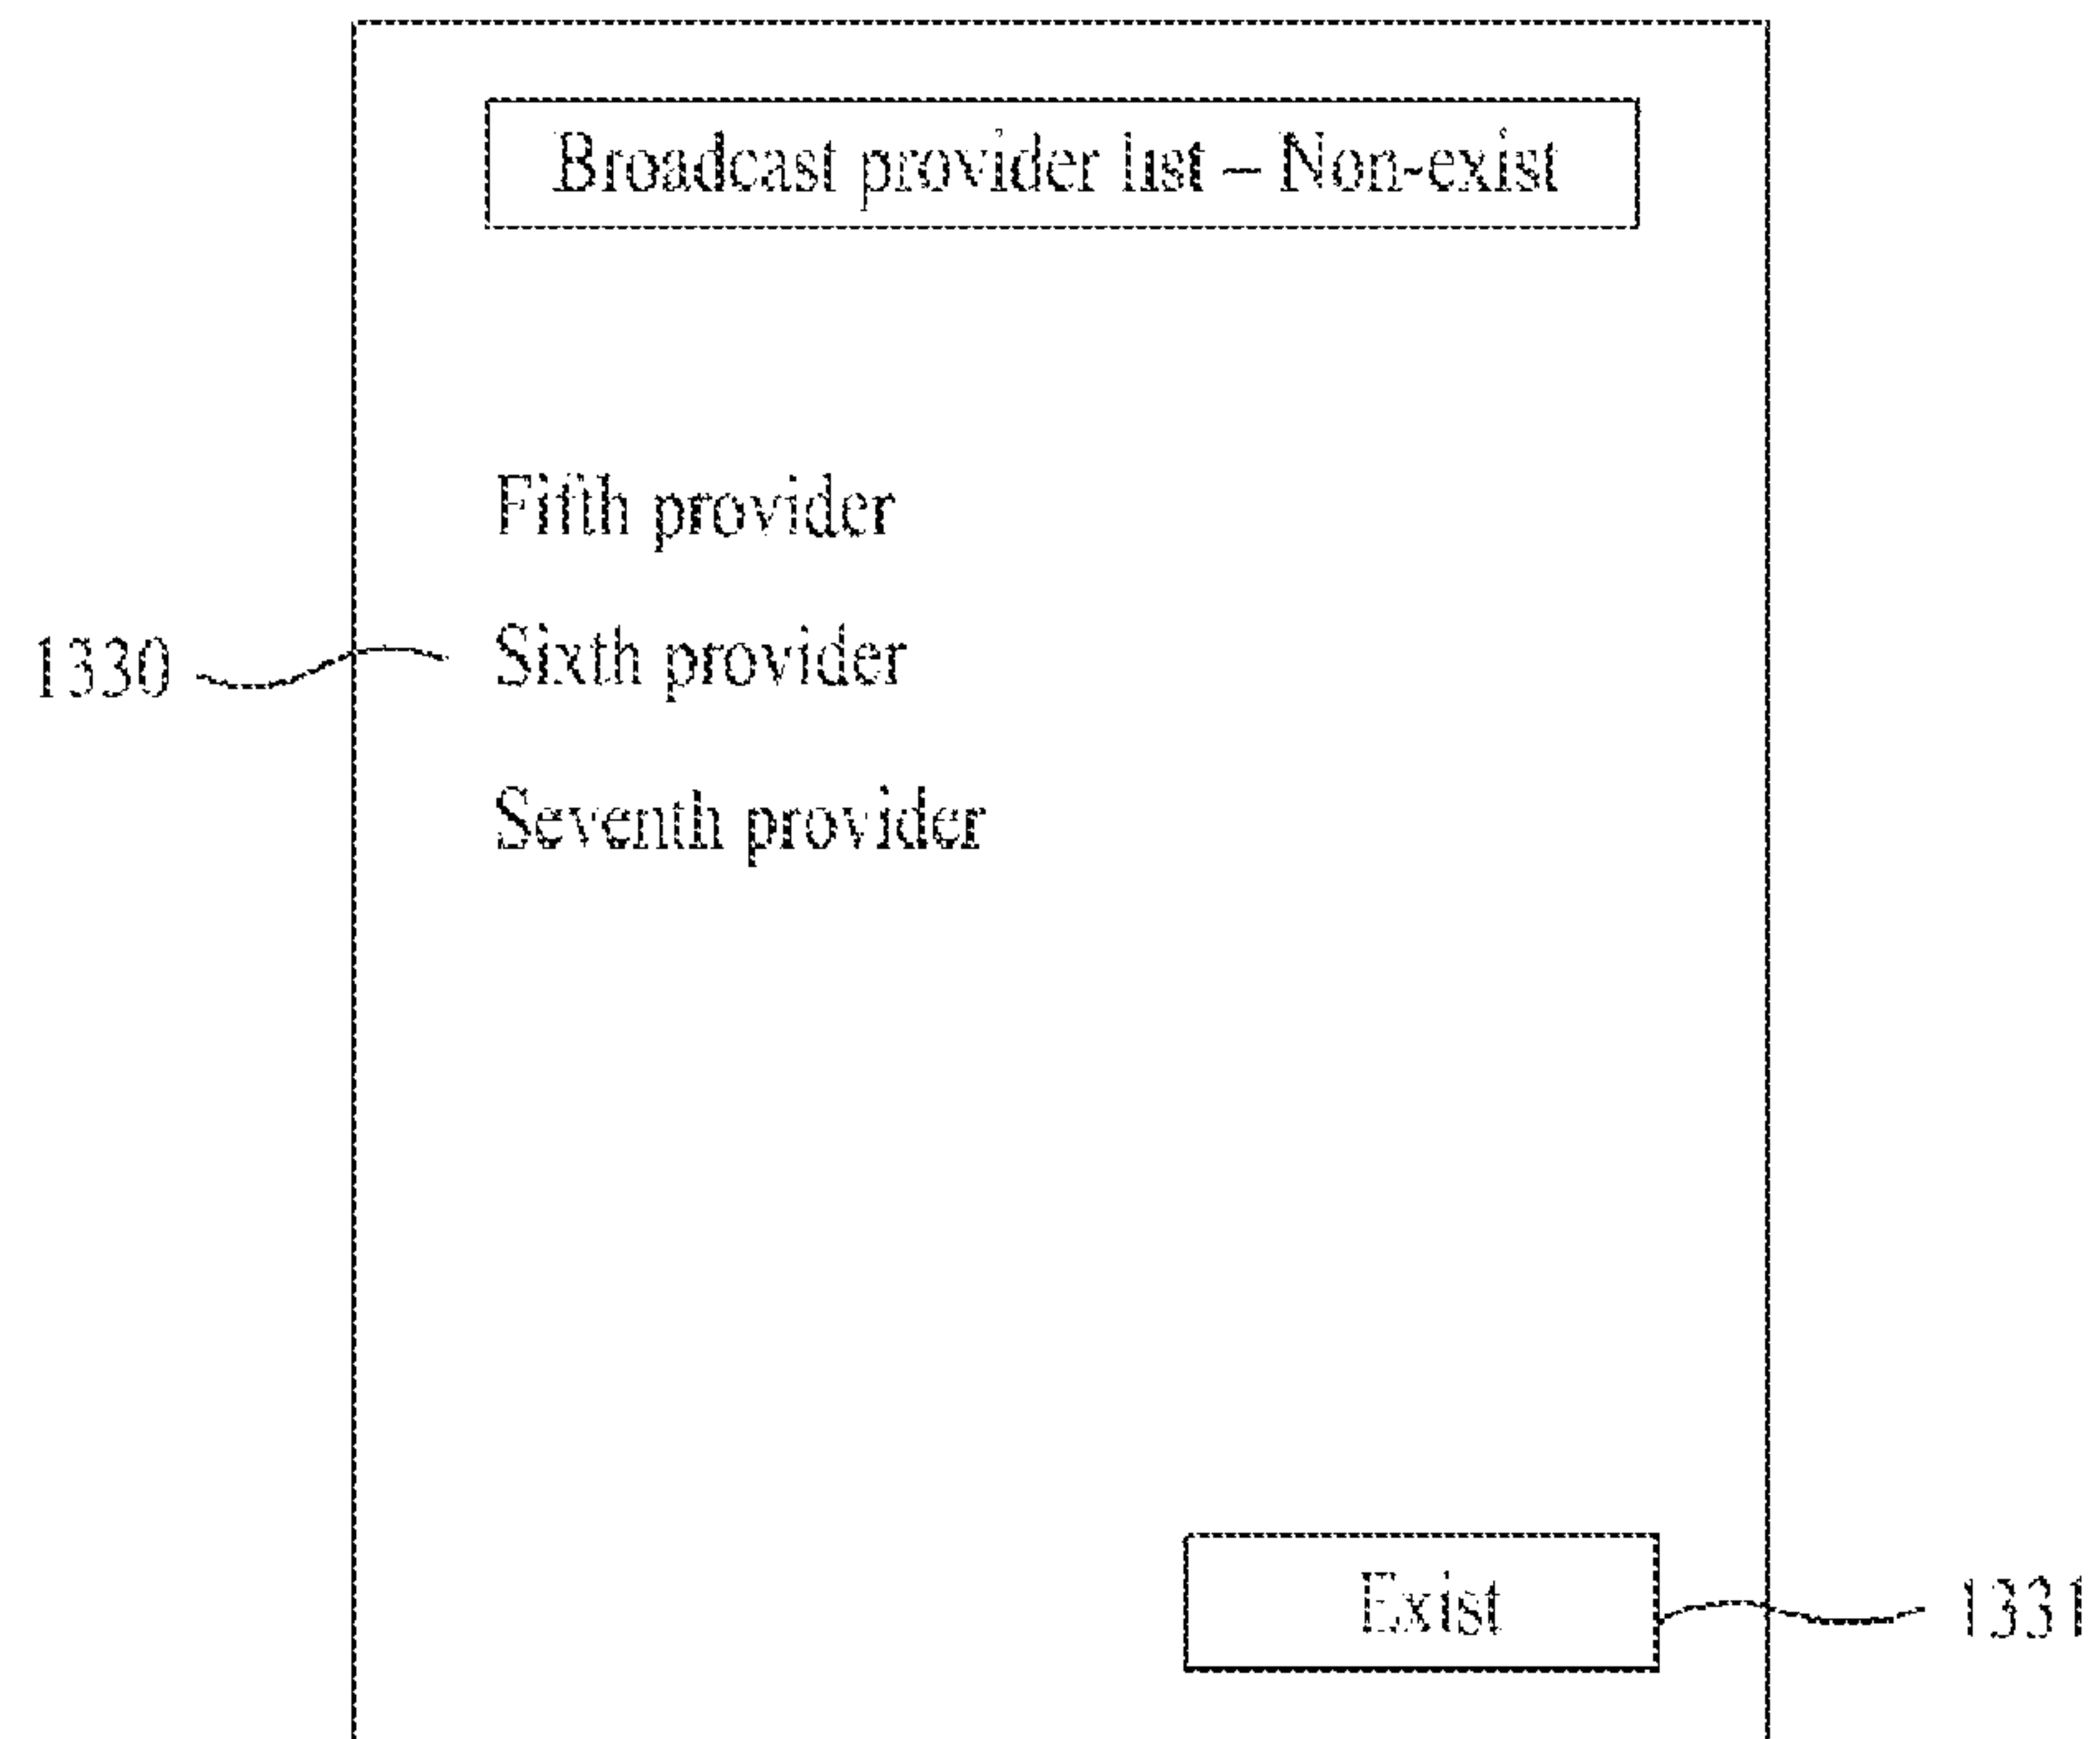 Broadcast provider list – Non-exist
Fifth provider
1330 Sixth provider
Seventh provider
Exist 1331